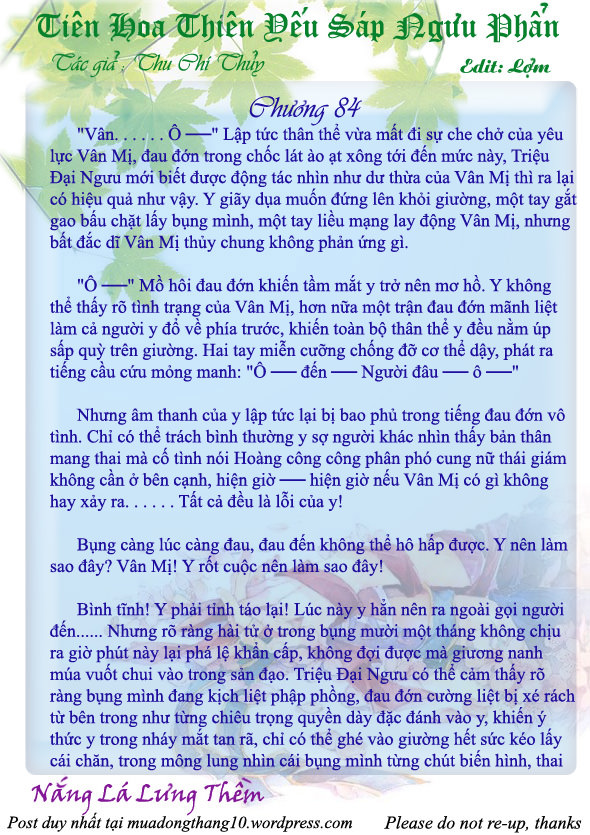 Tiên Hoa Thiên Yếu Sáp Ngưu Phẩn
Tác giả : Thu Chí Thủy
Edit: Lợm
Chương 84
"Vân. . . . . . Ô ──" Lập tức thân thể vừa mất đi sự che chở của yêu
lực Vân Mị, đau đớn trong chốc lát ào ạt xông tới đến mức này, Triệu
Đại Ngưu mới biết được động tác nhìn như dư thừa của Vân Mị thì ra lại
có hiệu quả như vậy. Y giãy dụa muốn đứng lên khỏi giường, một tay gắt
gao bấu chặt lấy bụng mình, một tay liều mạng lay động Vân Mị, nhưng
bất đắc dĩ Vân Mị thủy chung không phản ứng gì.
"Ô ──" Mồ hôi đau đớn khiến tầm mắt y trở nên mơ hồ. Y không
thể thấy rõ tình trạng của Vân Mị, hơn nữa một trận đau đớn mãnh liệt
làm cả người y đổ về phía trước, khiến toàn bộ thân thể y đều nằm úp
sấp quỳ trên giường. Hai tay miễn cưỡng chống đỡ cơ thể dậy, phát ra
tiếng cầu cứu mỏng manh: "Ô ── đến ── Người đâu ── ô ──"
Nhưng âm thanh của y lập tức lại bị bao phủ trong tiếng đau đớn vô
tình. Chỉ có thể trách bình thường y sợ người khác nhìn thấy bản thân
mang thai mà cố tình nói Hoàng công công phân phó cung nữ thái giám
không cần ở bên cạnh, hiện giờ ── hiện giờ nếu Vân Mị có gì không
hay xảy ra. . . . . . Tất cả đều là lỗi của y!
Bụng càng lúc càng đau, đau đến không thể hô hấp được. Y nên làm
sao đây? Vân Mị! Y rốt cuộc nên làm sao đây!
Bình tĩnh! Y phải tỉnh táo lại! Lúc này y hẳn nên ra ngoài gọi người
đến...... Nhưng rõ ràng hài tử ở trong bụng mười một tháng không chịu
ra giờ phút này lại phá lệ khẩn cấp, không đợi được mà giương nanh
múa vuốt chui vào trong sản đạo. Triệu Đại Ngưu có thể cảm thấy rõ
ràng bụng mình đang kịch liệt phập phồng, đau đớn cường liệt bị xé rách
từ bên trong như từng chiêu trọng quyền dày đặc đánh vào y, khiến ý
thức y trong nháy mắt tan rã, chỉ có thể ghé vào giường hết sức kéo lấy
cái chăn, trong mông lung nhìn cái bụng mình từng chút biến hình, thai
Nắng Lá Lưng Thềm
Post duy nhất tại muadongthang10.wordpress.com
Please do not re-up, thanks